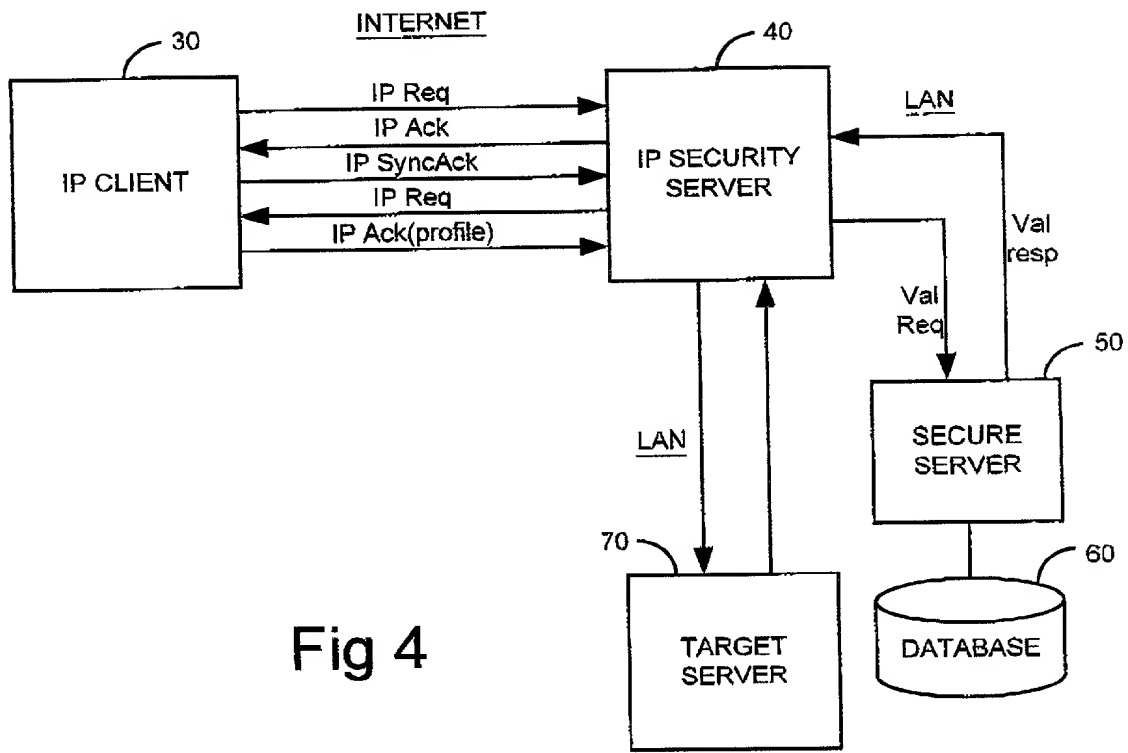 INTERNET
30
40
IP Req
IP Ack
IP SyncAck
IP Req
IP Ack(profile)
IP CLIENT
IP SECURITY
SERVER
LAN
Val
resp
Val
Req
50
SECURE
SERVER
LAN
70
60
TARGET
SERVER
DATABASE
Fig 4